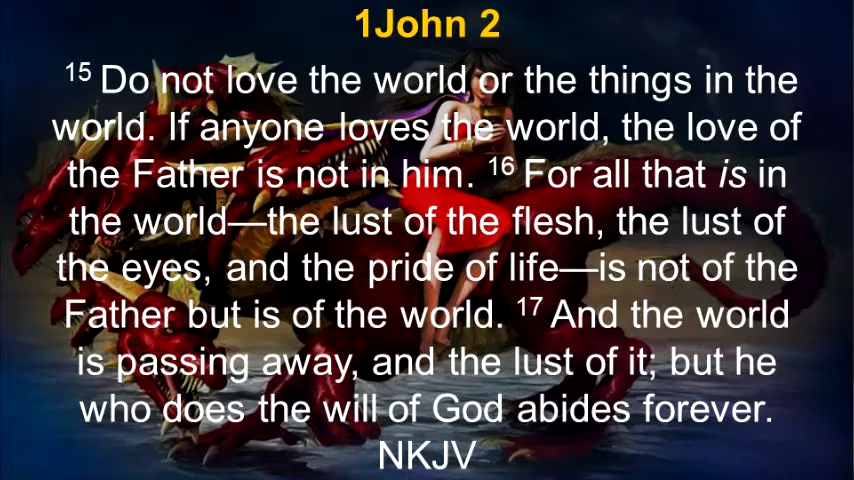 1John 2
15 Do not love the world or the things in the
world. If anyone loves the world, the love of
the Father is not in him. 16 For all that is in
the world—the lust of the flesh, the lust of
the eyes, and the pride of life—is not of the
Father but is of the world. 17 And the world
is passing away, and the lust of it; but he
who does the will of God abides forever.
NKJV